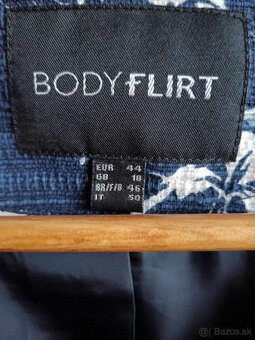 BODYFLIRT
EUR 44
GB 18
BR/F/B 46
IT 50
Bazos.sk